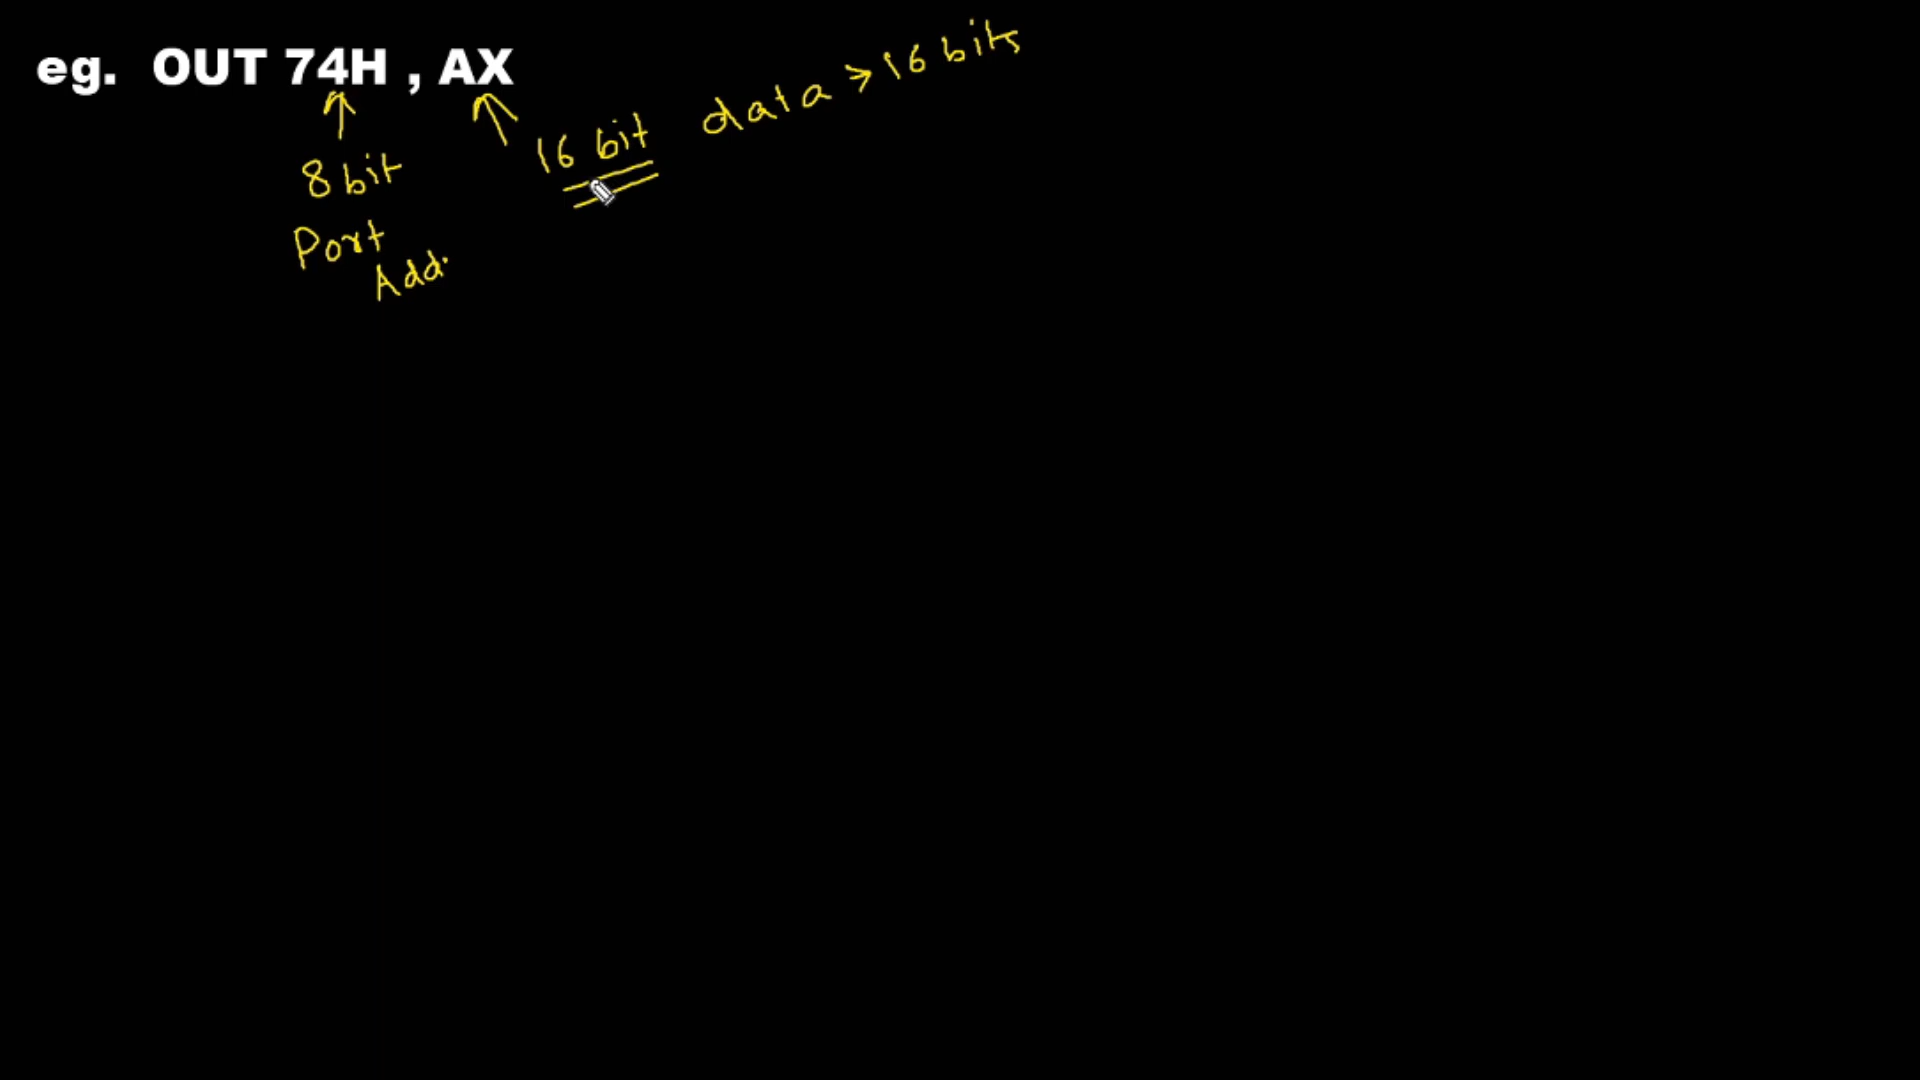 eg. OUT 74H , AX
16 bit data → 16 bits
8 bit
Port
Add.